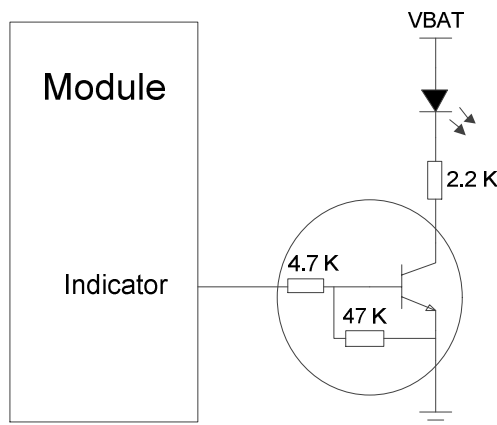 VBAT
Module
2.2 K
4.7 K
Indicator
47 K